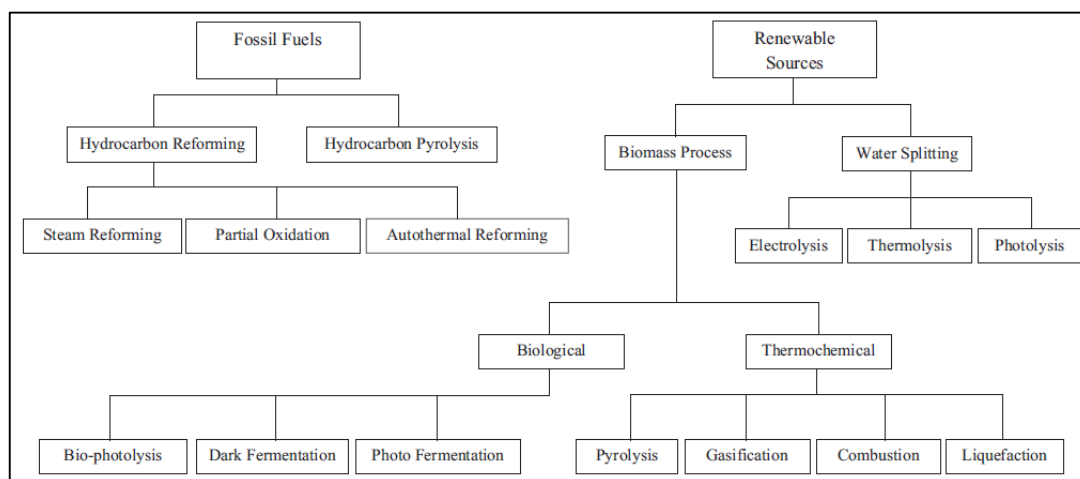 Fossil Fuels
Renewable
Sources
Hydrocarbon Reforming
Hydrocarbon Pyrolysis
Biomass Process
Water Splitting
Steam Reforming
Partial Oxidation
Autothermal Reforming
Electrolysis
Thermolysis
Photolysis
Biological
Thermochemical
Bio-photolysis
Dark Fermentation
Photo Fermentation
Pyrolysis
Gasification
Combustion
Liquefaction